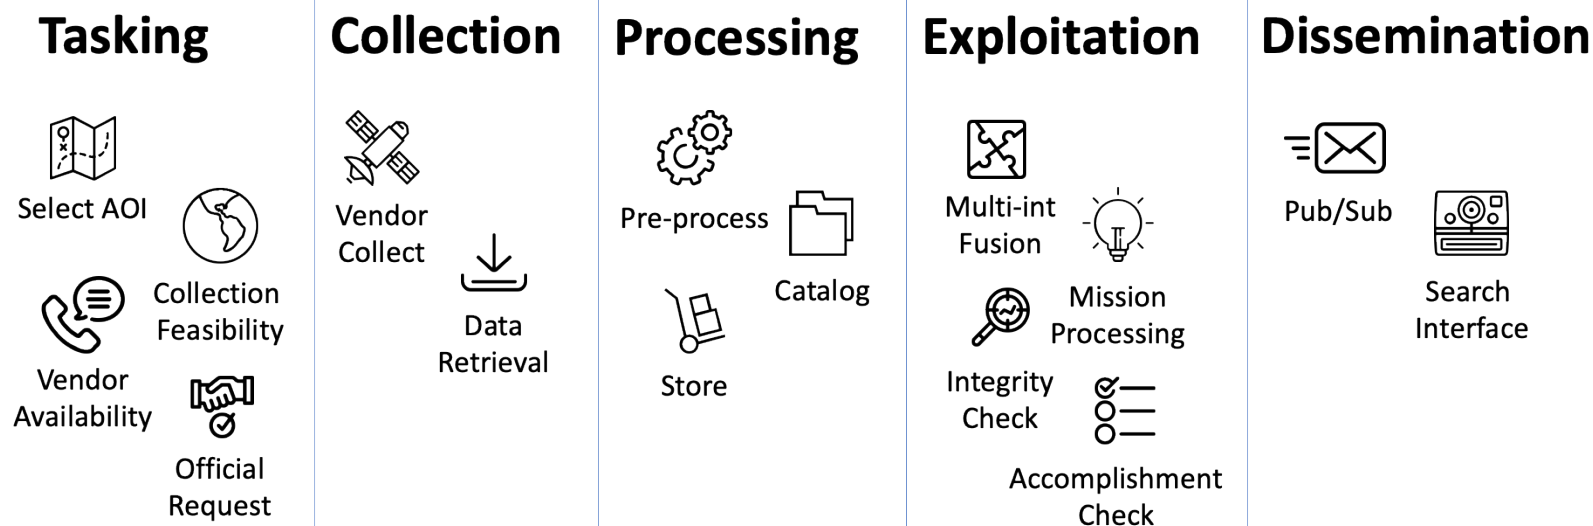 Tasking
Select AOI
Collection
Feasibility
Vendor
Availability
Official
Request
Collection
Vendor
Collect
Data
Retrieval
Processing
Pre-process
Catalog
Store
Exploitation
Multi-int
Fusion
Mission
Processing
Integrity
Check
Accomplishment
Check
Dissemination
Pub/Sub
Search
Interface